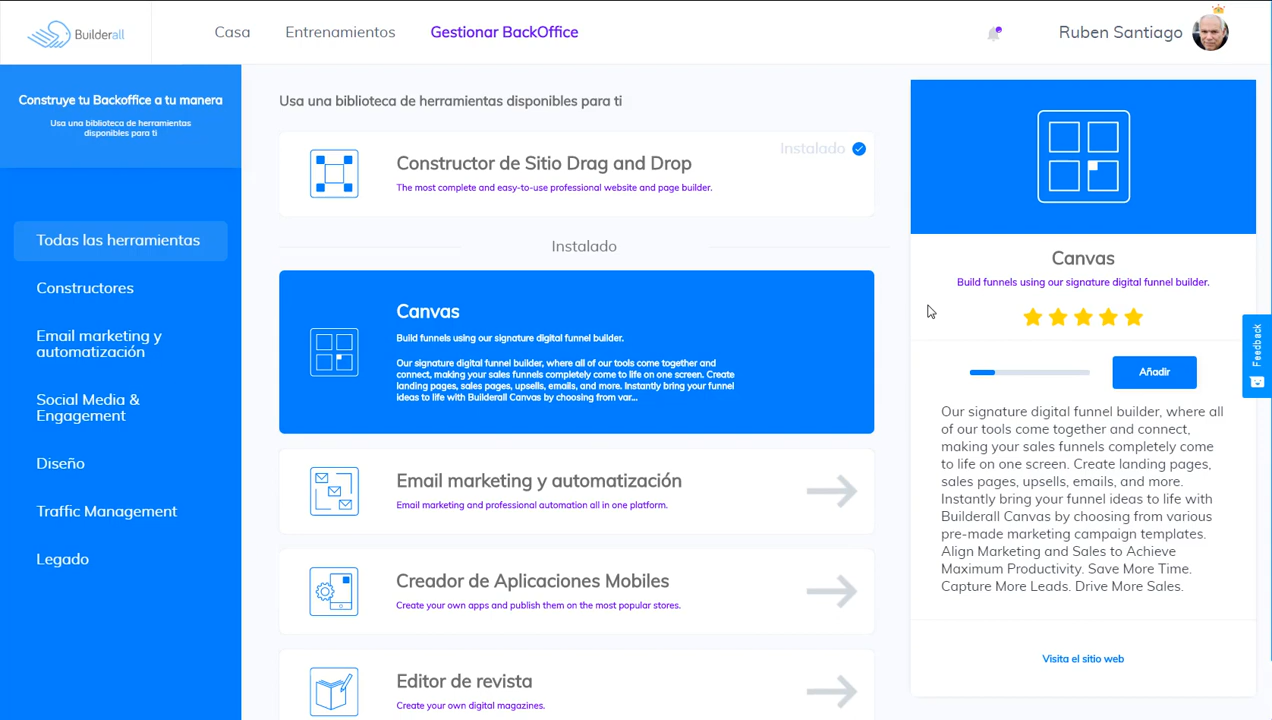 Builderall
Casa
Entrenamientos
Gestionar BackOffice
Ruben Santiago
Construye tu Backoffice a tu manera
Usa una biblioteca de herramientas
disponibles para ti
Todas las herramientas
Constructores
Email marketing y
automatización
Social Media &
Engagement
Diseño
Traffic Management
Legado
Usa una biblioteca de herramientas disponibles para ti
Constructor de Sitio Drag and Drop
The most complete and easy-to-use professional website and page builder.
Instalado
Instalado
Canvas
Build funnels using our signature digital funnel builder.
Our signature digital funnel builder, where all of our tools come together and
connect, making your sales funnels completely come to life on one screen. Create
landing pages, sales pages, upsells, emails, and more. Instantly bring your funnel
ideas to life with Builderall Canvas by choosing from var...
Email marketing y automatización
Email marketing and professional automation all in one platform.
Creador de Aplicaciones Mobiles
Create your own apps and publish them on the most popular stores.
Editor de revista
Create your own digital magazines.
Canvas
Build funnels using our signature digital funnel builder.
Añadir
Our signature digital funnel builder, where all
of our tools come together and connect,
making your sales funnels completely come
to life on one screen. Create landing pages,
sales pages, upsells, emails, and more.
Instantly bring your funnel ideas to life with
Builderall Canvas by choosing from various
pre-made marketing campaign templates.
Align Marketing and Sales to Achieve
Maximum Productivity. Save More Time.
Capture More Leads. Drive More Sales.
Visita el sitio web
Feedback